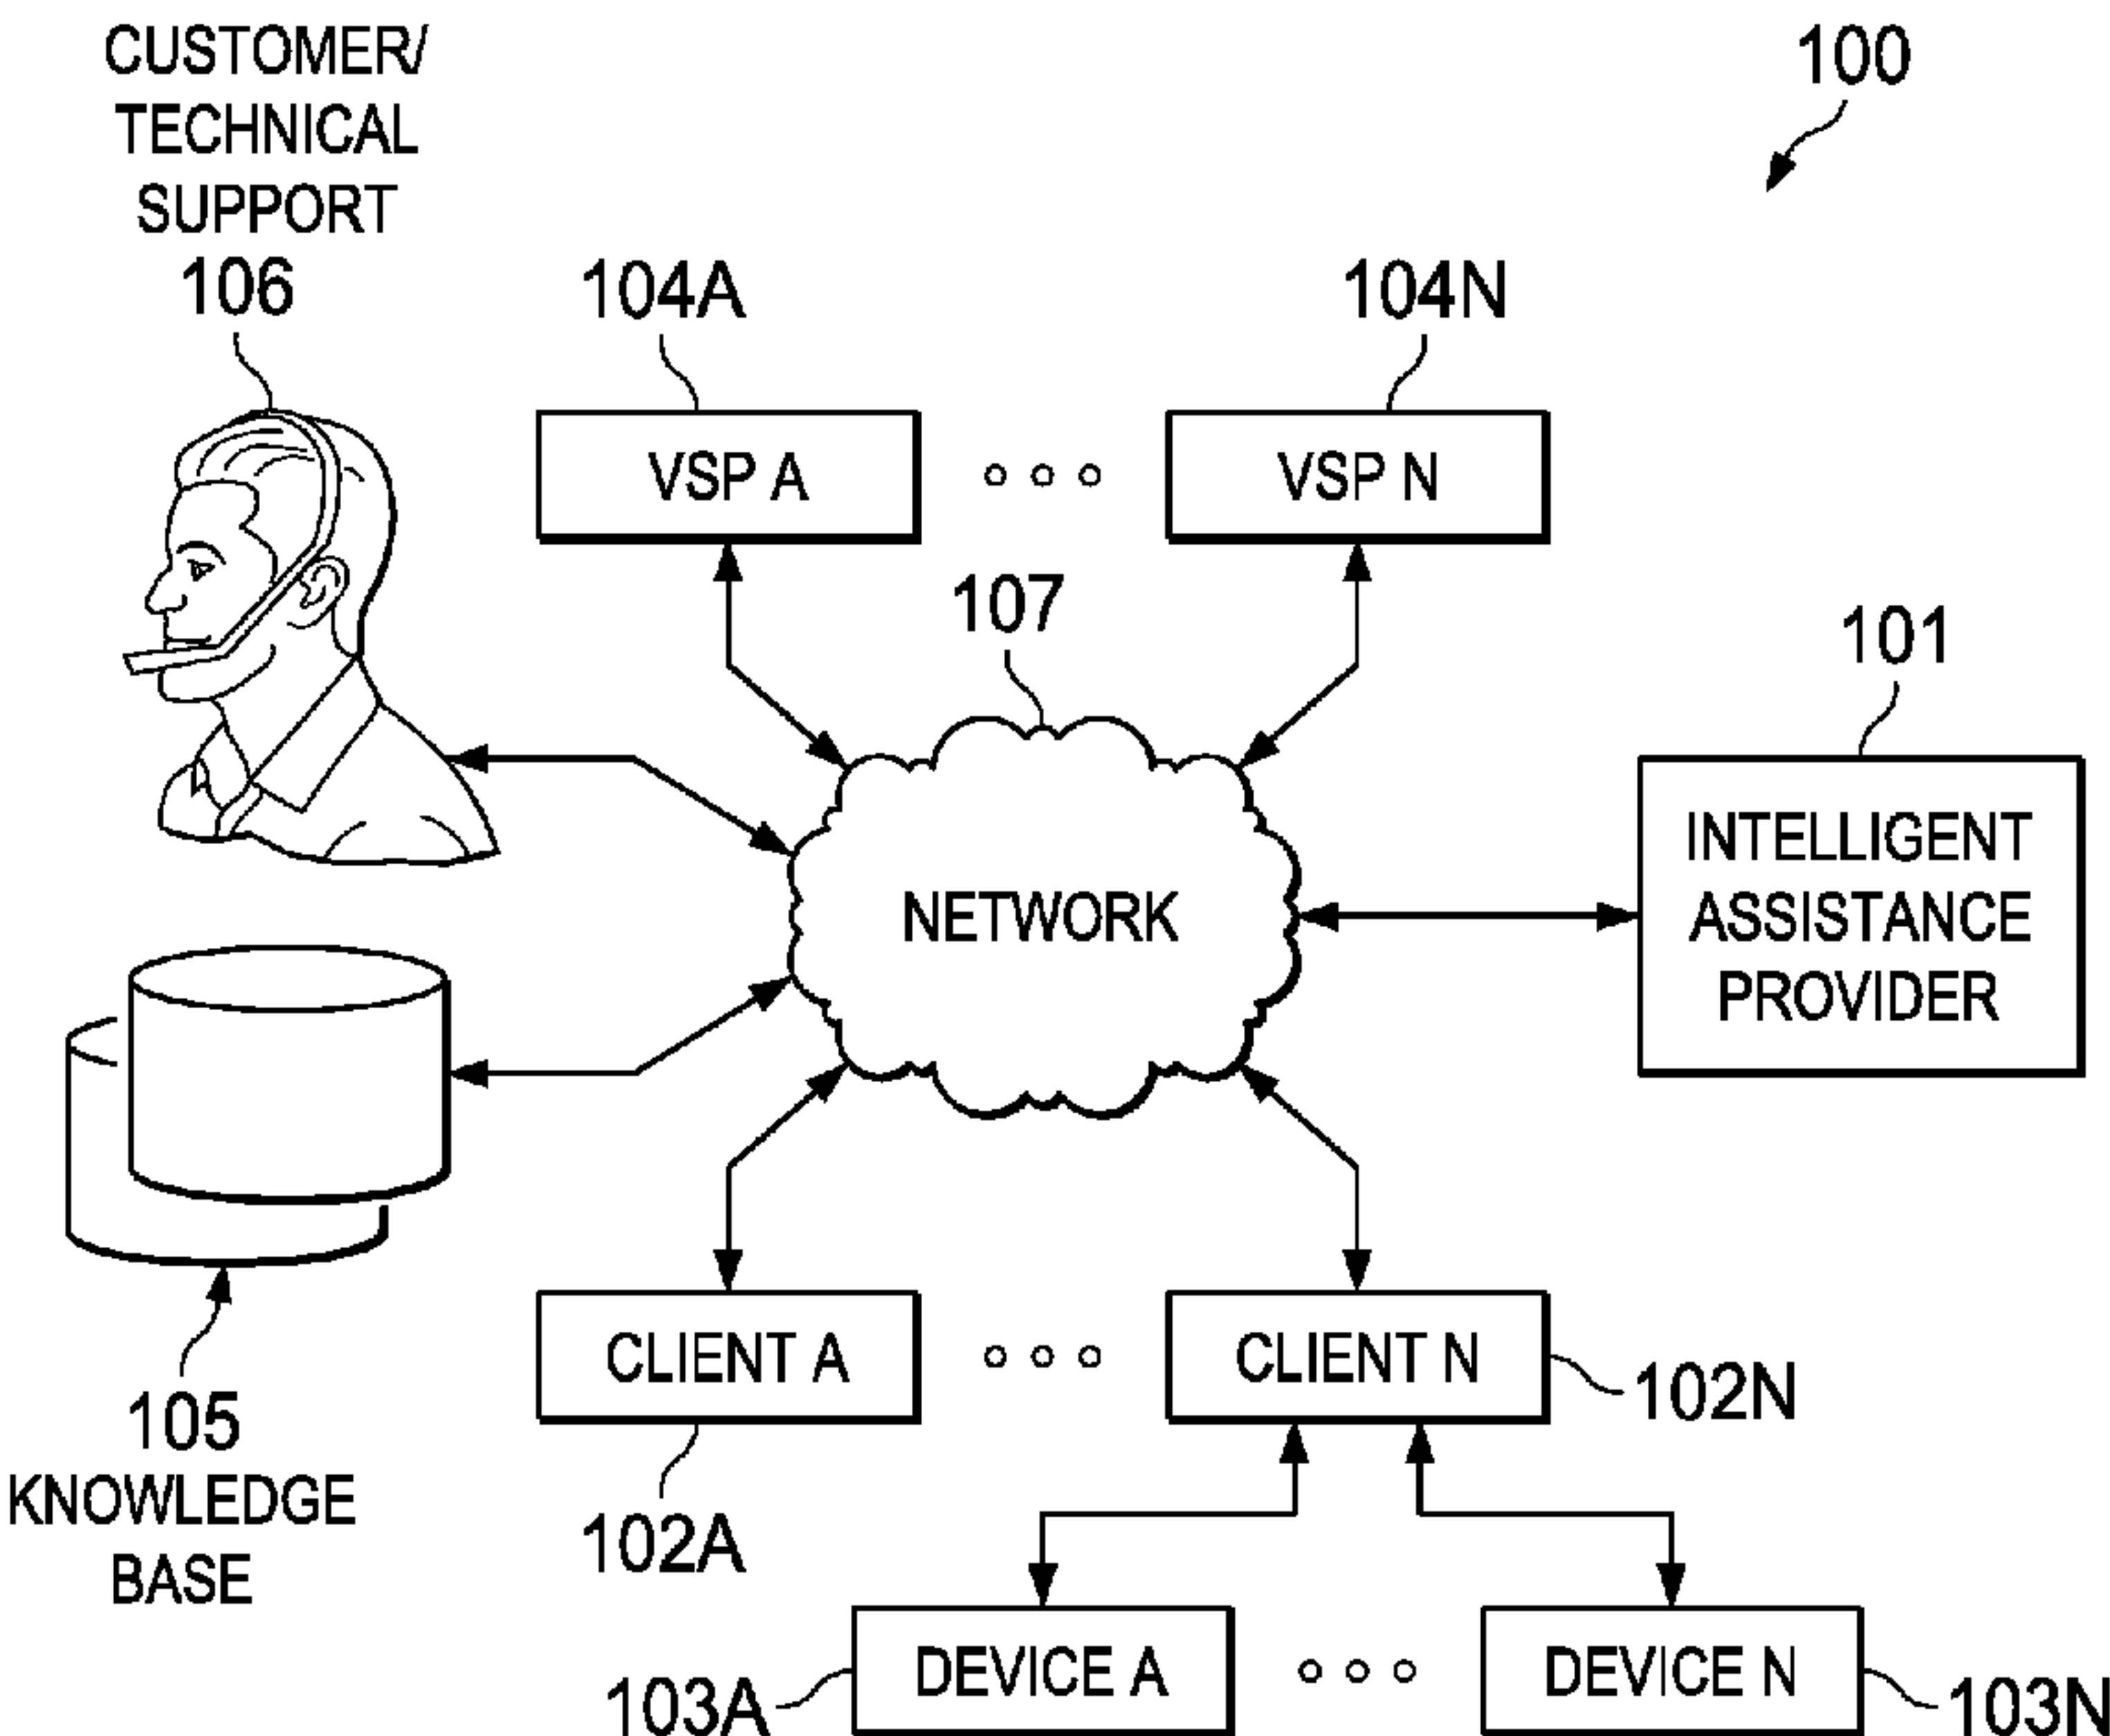 CUSTOMER/
TECHNICAL
SUPPORT
106
100
104A
104N
VSP A
VSP N
107
101
INTELLIGENT
ASSISTANCE
PROVIDER
NETWORK
105
KNOWLEDGE
BASE
CLIENT A
CLIENT N
102N
102A
103A
DEVICE A
DEVICE N
103N